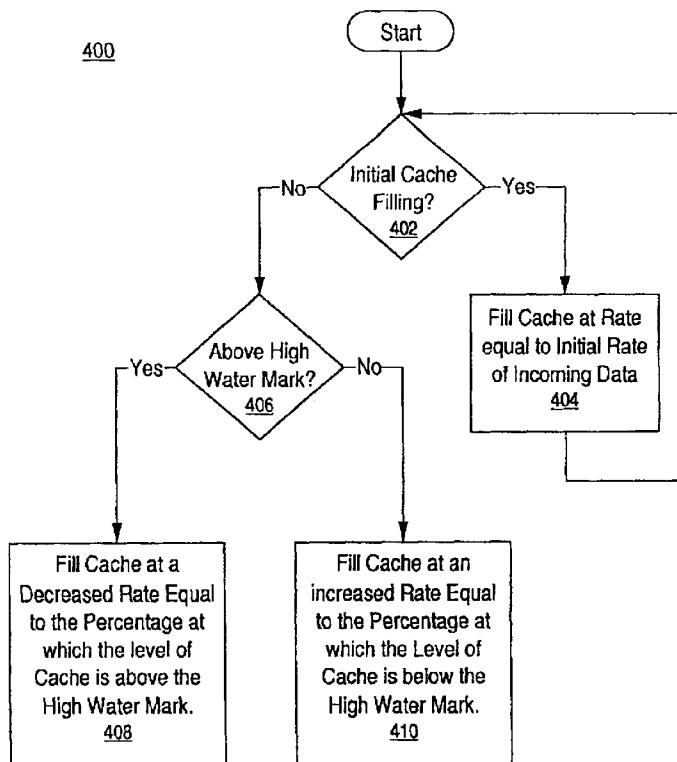 400
Start
Initial Cache
Filling?
402
No
Yes
Above High
Water Mark?
406
Yes
No
Fill Cache at Rate
equal to Initial Rate
of Incoming Data
404
Fill Cache at a
Decreased Rate Equal
to the Percentage at
which the level of
Cache is above the
High Water Mark.
408
Fill Cache at an
increased Rate Equal
to the Percentage at
which the Level of
Cache is below the
High Water Mark.
410